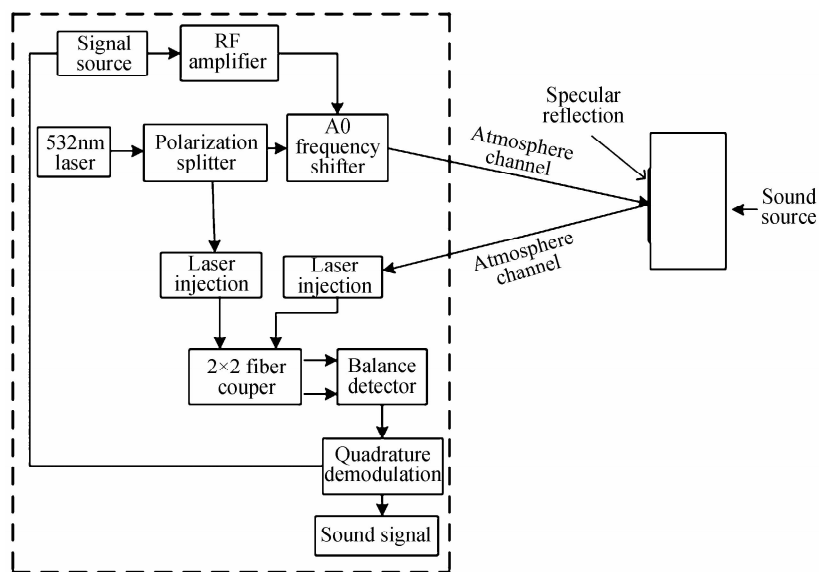 Signal
source
RF
amplifier
532nm
laser
Polarization
splitter
A0
frequency
shifter
Atmosphere
channel
Specular
reflection
Sound
source
Laser
injection
Laser
injection
Atmosphere
channel
2×2 fiber
couper
Balance
detector
Quadrature
demodulation
Sound signal